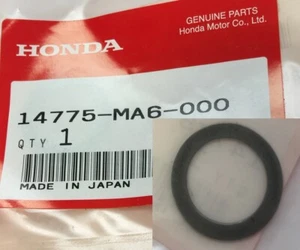 GENUINE PARTS
HONDA
Honda Motor Co., Ltd.
14775-MA6-000
QTY 1
MADE IN JAPAN